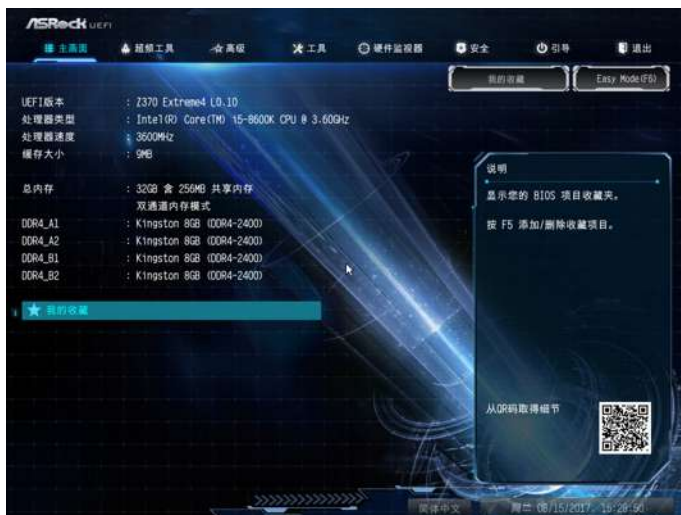 ASRock UEFI
主画面
超频工具
高级
工具
硬件监视器
安全
引导
退出
我的收藏
Easy Mode(F6)
UEFI版本 : Z370 Extreme4 L0.10
处理器类型 : Intel(R) Core(TM) i5-8600K CPU @ 3.60GHz
处理器速度 : 3600MHz
缓存大小 : 9MB
总内存 : 32GB 含 256MB 共享内存
双通道内存模式
DDR4_A1 : Kingston 8GB (DDR4-2400)
DDR4_A2 : Kingston 8GB (DDR4-2400)
DDR4_B1 : Kingston 8GB (DDR4-2400)
DDR4_B2 : Kingston 8GB (DDR4-2400)
我的收藏
说明
显示您的 BIOS 项目收藏夹。
按 F5 添加/删除收藏项目。
从QR码取得细节
简体中文
周二 08/15/2017. 15:28:50